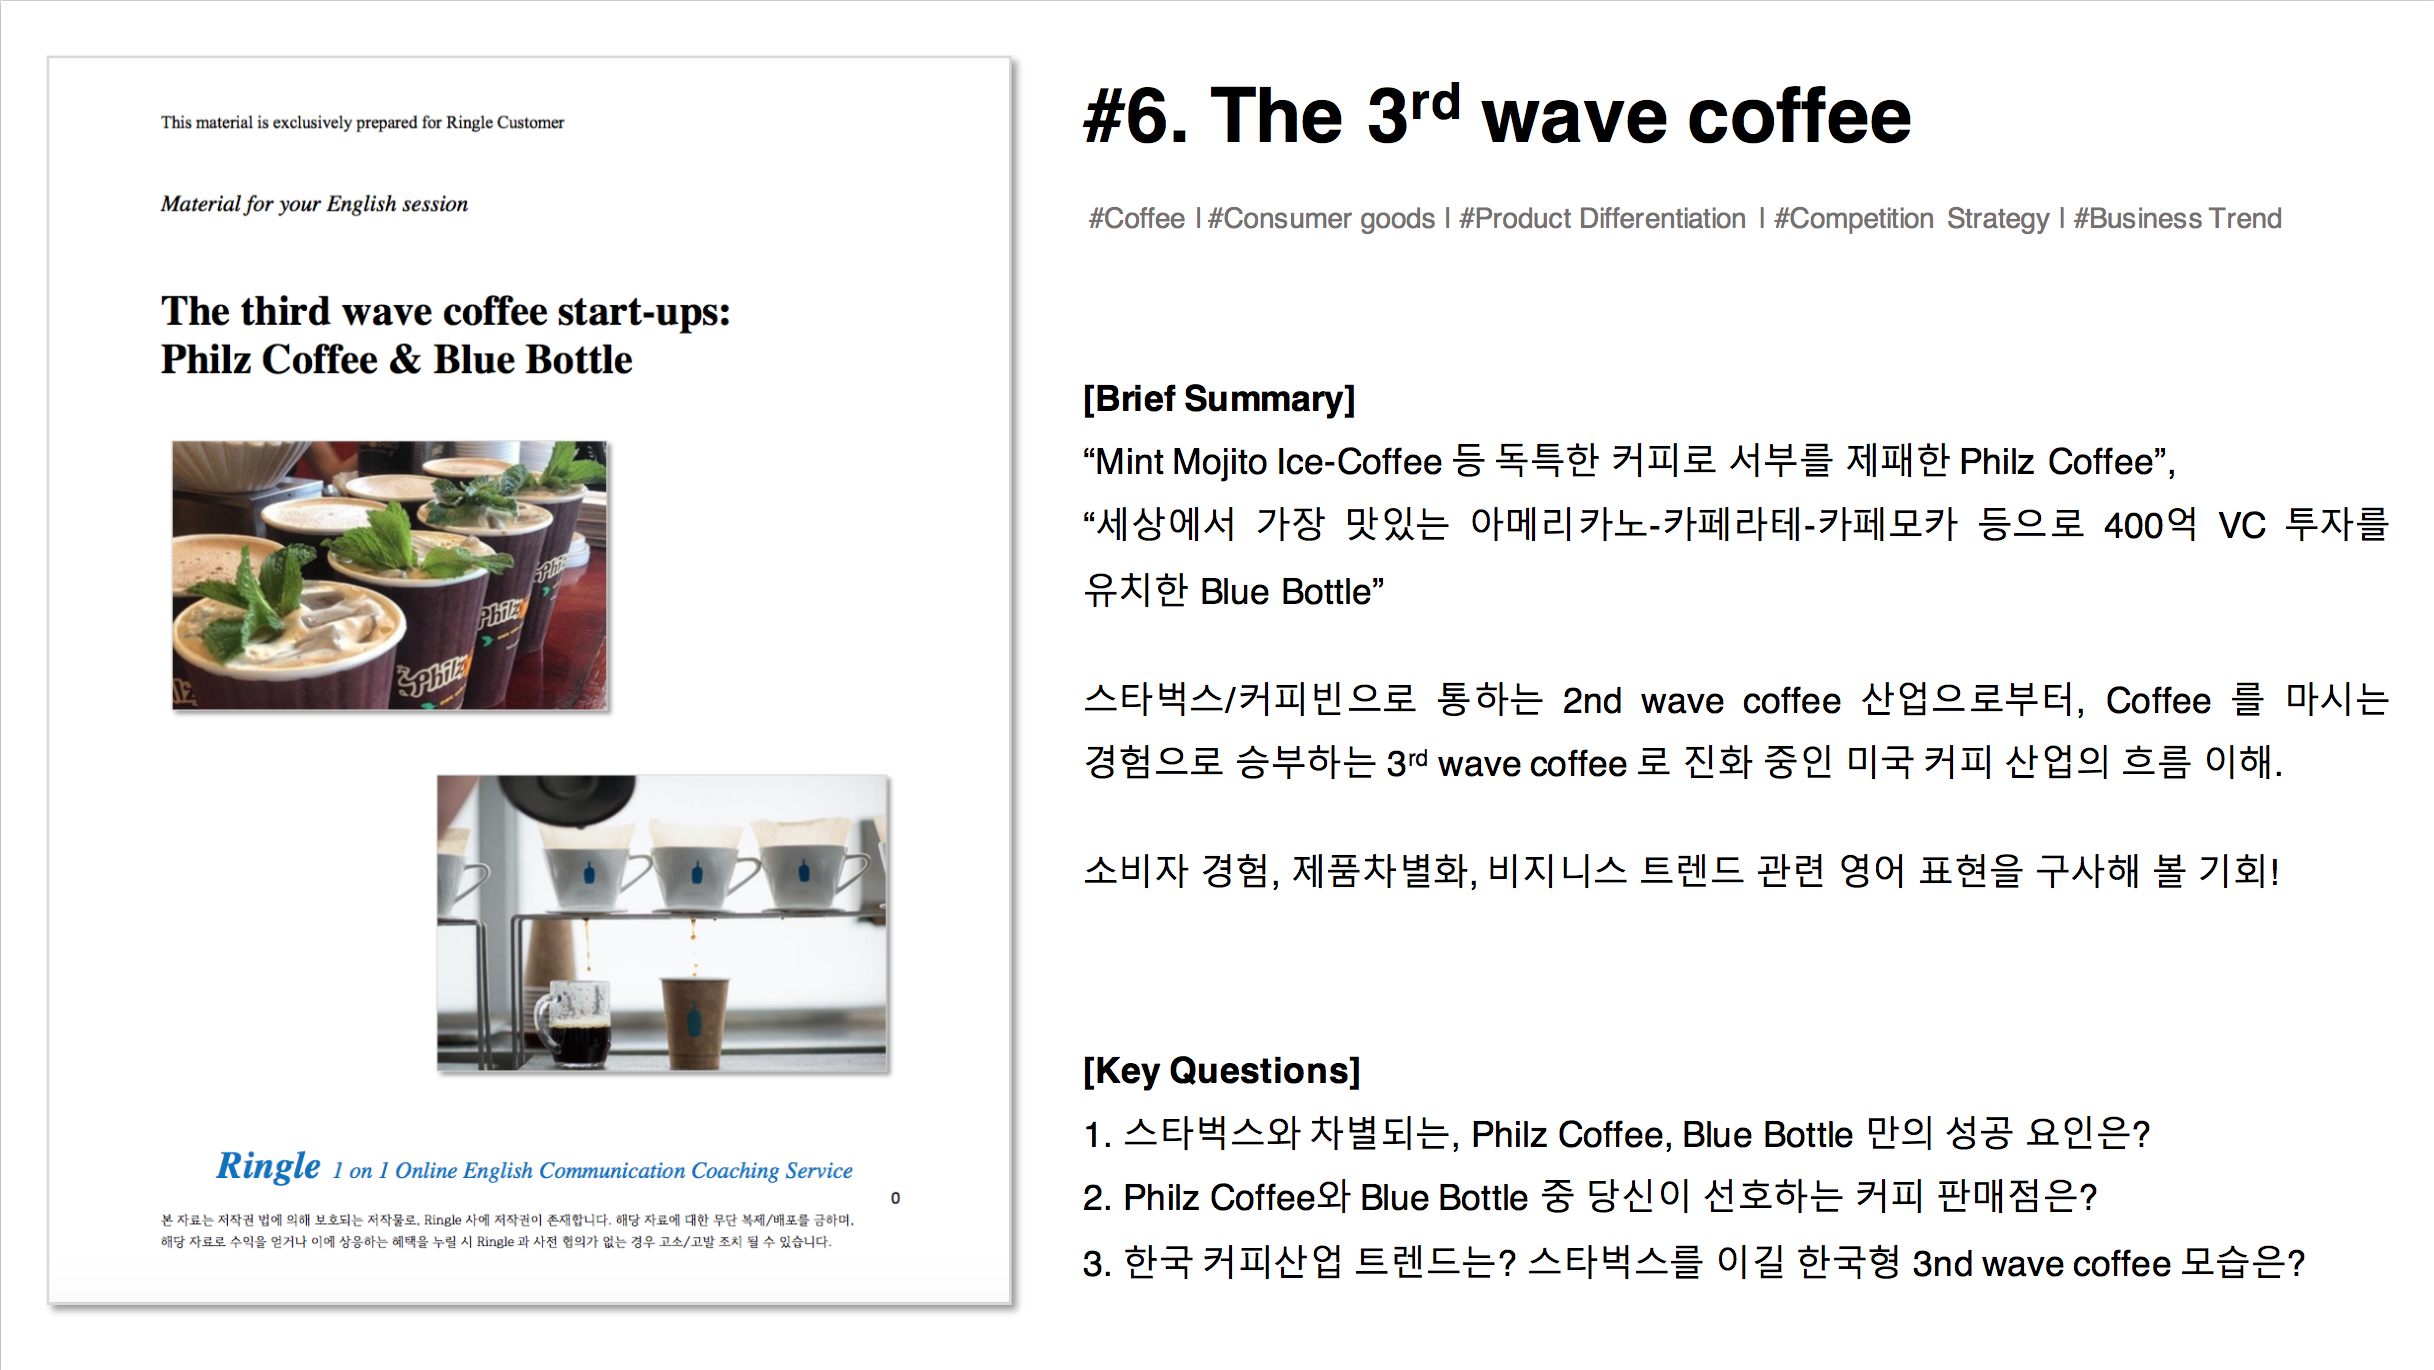 This material is exclusively prepared for Ringle Customer
Material for your English session
The third wave coffee start-ups:
Philz Coffee & Blue Bottle
Philz
Philz
Philz
Ringle 1 on 1 Online English Communication Coaching Service
0
본 자료는 저작권 법에 의해 보호되는 저작물로, Ringle 사에 저작권이 존재합니다. 해당 자료에 대한 무단 복제/배포를 금하며,
해당 자료로 수익을 얻거나 이에 상응하는 혜택을 누릴 시 Ringle 과 사전 협의가 없는 경우 고소/고발 조치 될 수 있습니다.
#6. The 3rd wave coffee
#Coffee | #Consumer goods | #Product Differentiation | #Competition Strategy | #Business Trend
[Brief Summary]
“Mint Mojito Ice-Coffee 등 독특한 커피로 서부를 제패한 Philz Coffee”,
“세상에서 가장 맛있는 아메리카노-카페라테-카페모카 등으로 400억 VC 투자를
유치한 Blue Bottle”
스타벅스/커피빈으로 통하는 2nd wave coffee 산업으로부터, Coffee 를 마시는
경험으로 승부하는 3rd wave coffee 로 진화 중인 미국 커피 산업의 흐름 이해.
소비자 경험, 제품차별화, 비지니스 트렌드 관련 영어 표현을 구사해 볼 기회!
[Key Questions]
1. 스타벅스와 차별되는, Philz Coffee, Blue Bottle 만의 성공 요인은?
2. Philz Coffee와 Blue Bottle 중 당신이 선호하는 커피 판매점은?
3. 한국 커피산업 트렌드는? 스타벅스를 이길 한국형 3nd wave coffee 모습은?